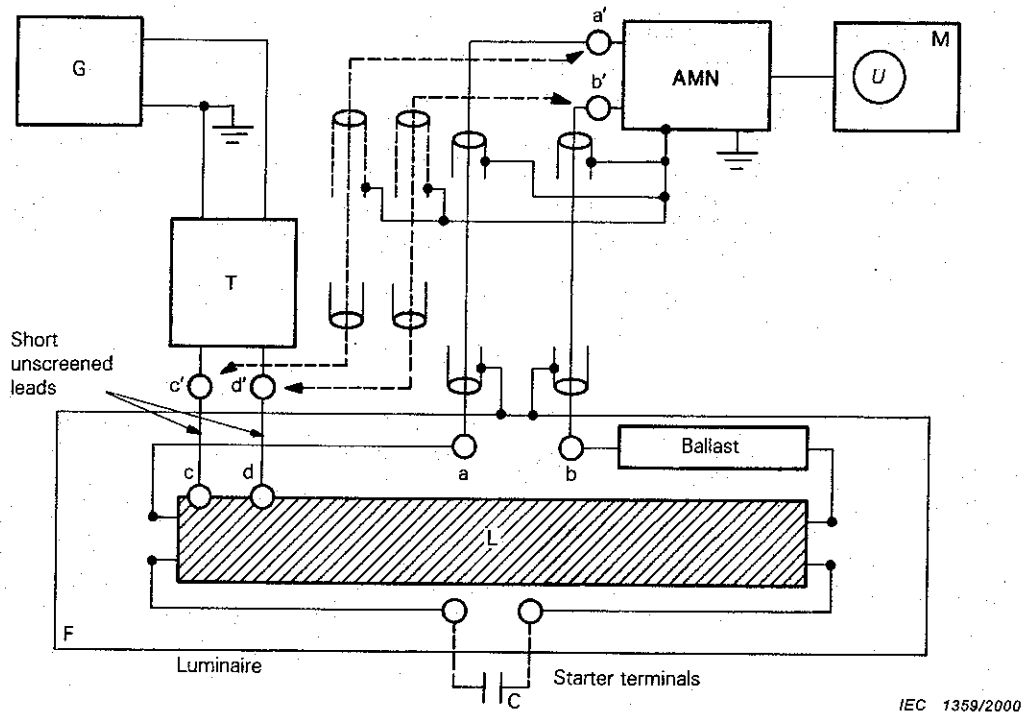 G
a′
b′
AMN
M
U
T
Short
unscreened
leads
c′
d′
c
d
a
b
Ballast
L
F
Luminaire
C
Starter terminals
IEC 1359/2000